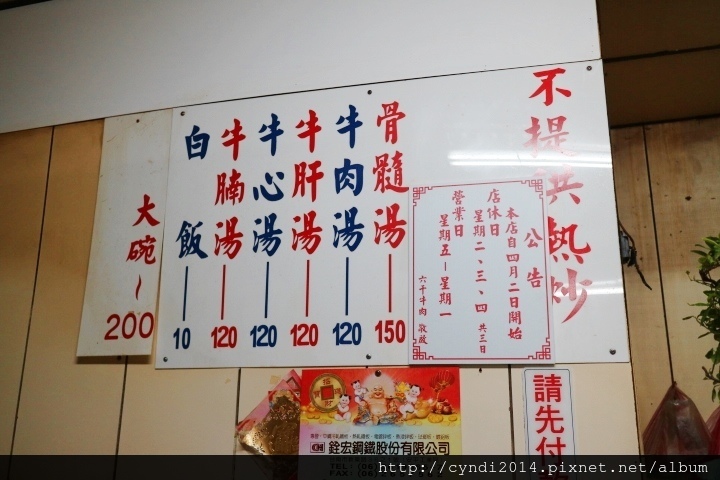 不提供熱炒
公告
本店自四月二日開始
店休日
星期二、三、四 共三日
營業日
星期五－星期一
六千牛肉 敬啟
骨髓湯 150
牛肉湯 120
牛肝湯 120
牛心湯 120
牛腩湯 120
白飯 10
大碗~200
請先付
銓宏鋼鐵股份有限公司
TEL: (06)
FAX: (06)
http://cyndi2014.pixnet.net/album